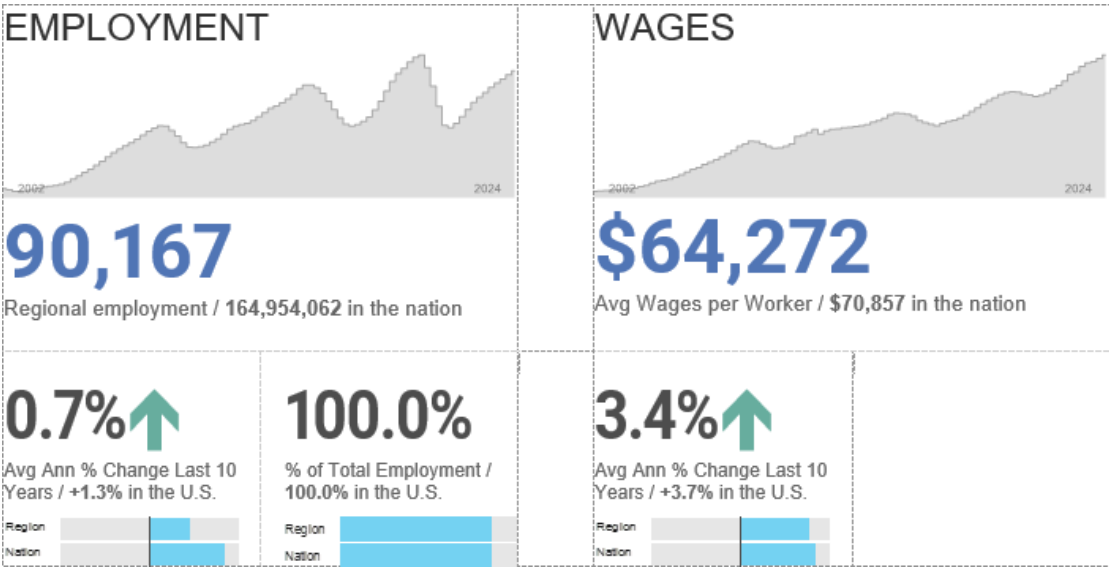 EMPLOYMENT
2002
2024
90,167
Regional employment / 164,954,062 in the nation
0.7%
Avg Ann % Change Last 10
Years / +1.3% in the U.S.
Region
Nation
100.0%
% of Total Employment /
100.0% in the U.S.
Region
Nation
WAGES
2002
2024
$64,272
Avg Wages per Worker / $70,857 in the nation
3.4%
Avg Ann % Change Last 10
Years / +3.7% in the U.S.
Region
Nation